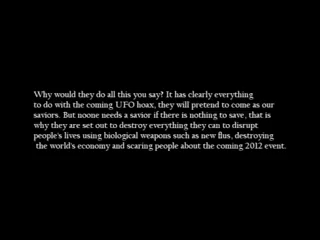 Why would they do all this you say? It has clearly everything
to do with the coming UFO hoax, they will pretend to come as our
saviors. But noone needs a savior if there is nothing to save, that is
why they are set out to destroy everything they can to disrupt
people's lives using biological weapons such as new flus, destroying
the world's economy and scaring people about the coming 2012 event.